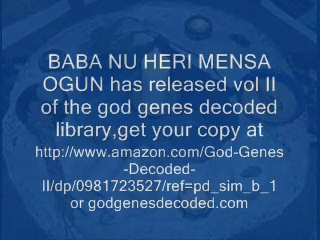 BABA NU HERI MENSA
OGUN has released vol II
of the god genes decoded
library,get your copy at
http://www.amazon.com/God-Genes
-Decoded-
II/dp/0981723527/ref=pd_sim_b_1
or godgenesdecoded.com